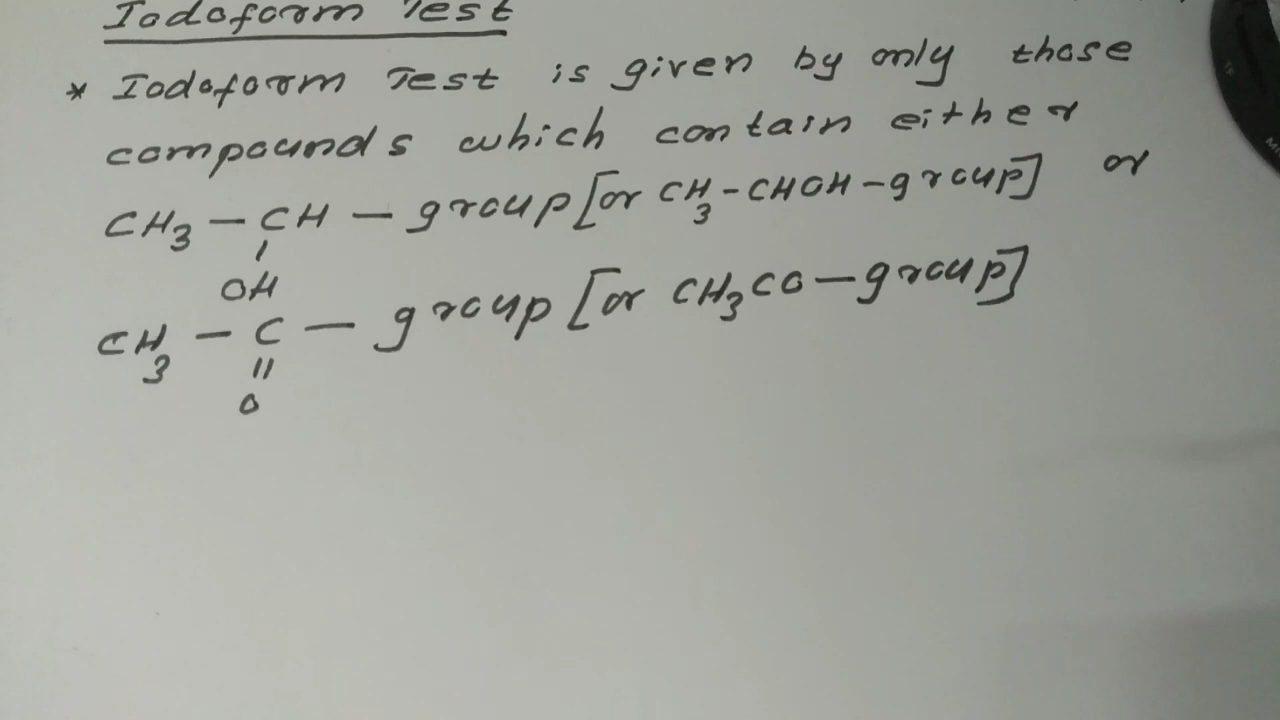 Iodoform Test
* Iodoform Test is given by only those
compounds which contain either
CH₃ – CH – group [or CH₃-CHOH-group] or
OH
CH₃ – C – group [or CH₃CO-group]
||
O